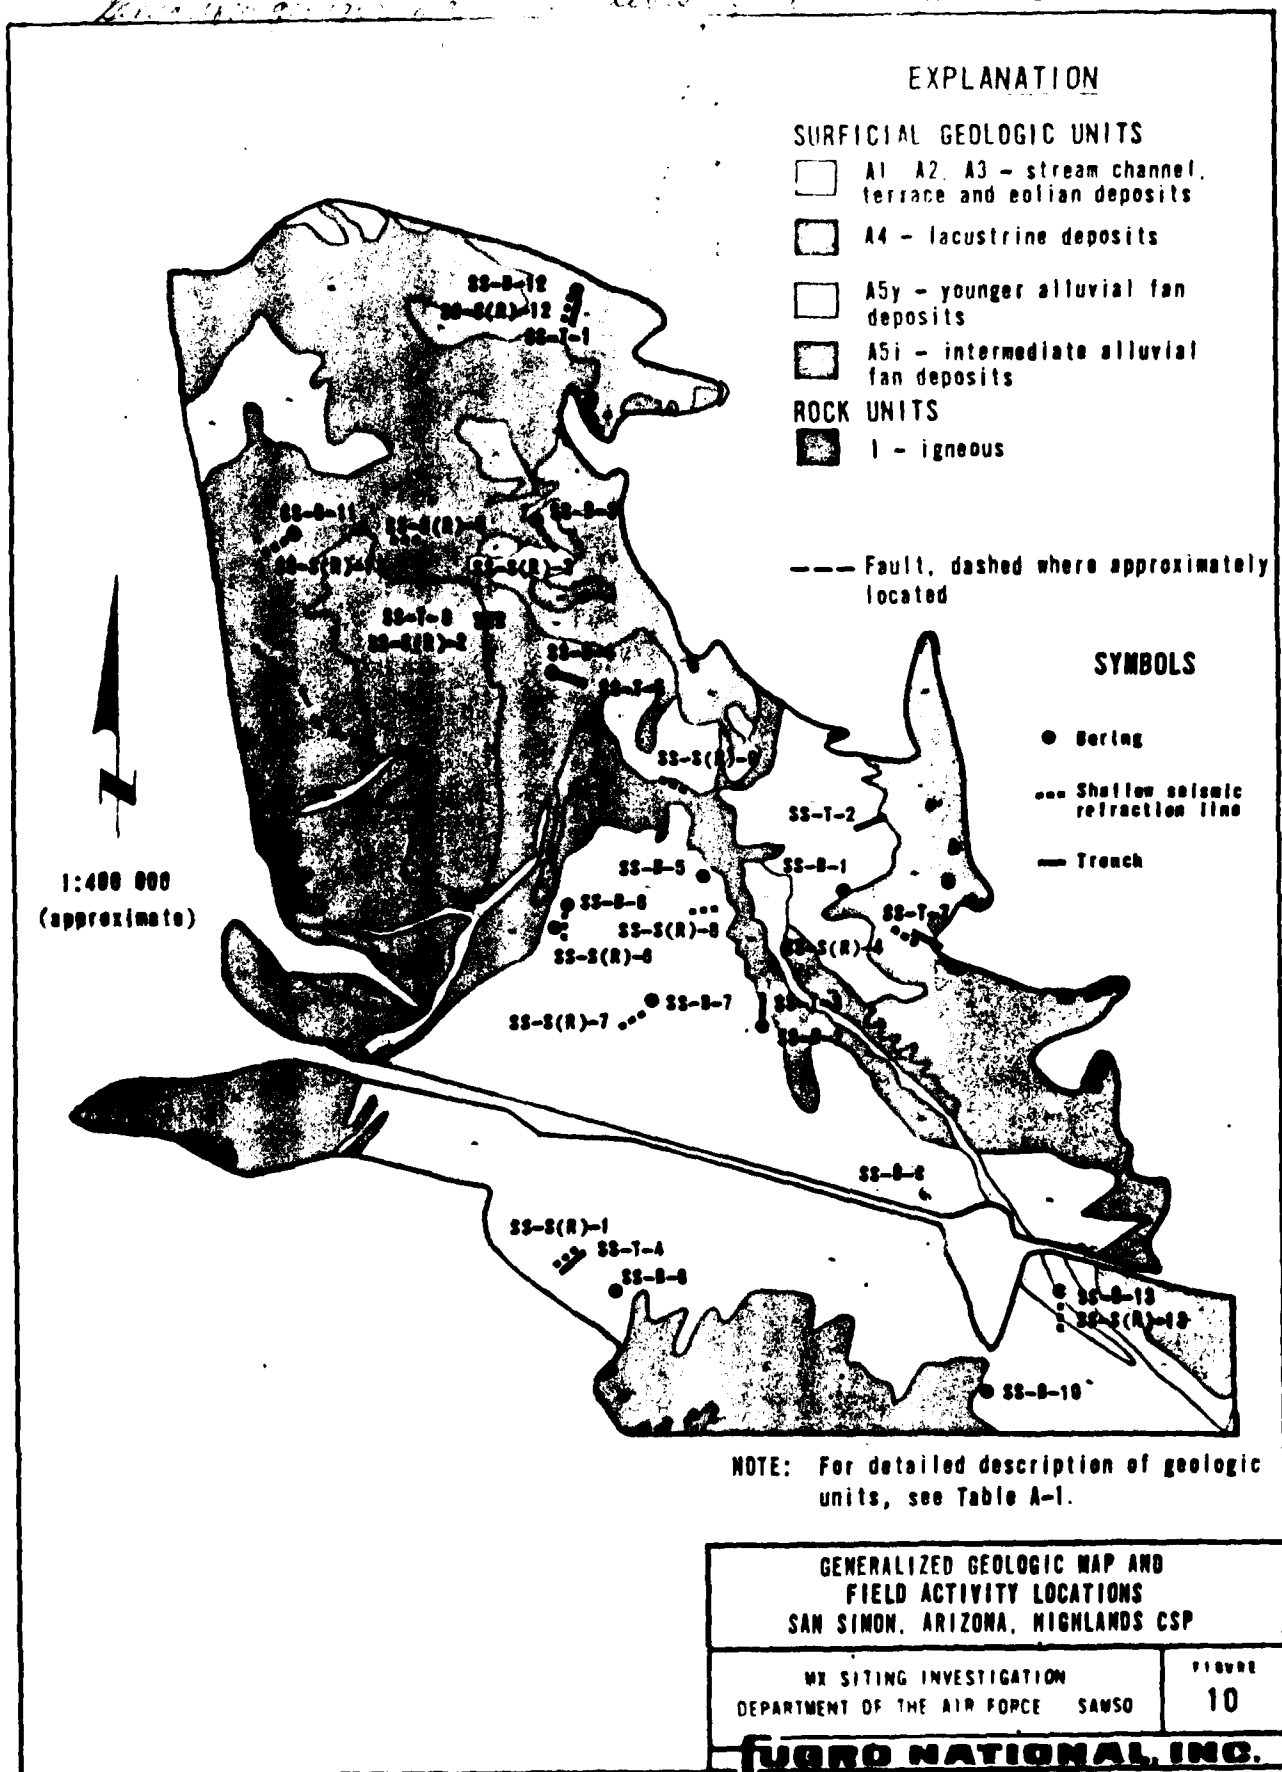 EXPLANATION
SURFICIAL GEOLOGIC UNITS
A1 A2, A3 - stream channel,
terrace and eolian deposits
A4 - lacustrine deposits
A5y - younger alluvial fan
deposits
A5i - intermediate alluvial
fan deposits
ROCK UNITS
I - igneous
Fault, dashed where approximately
located
SYMBOLS
Boring
Shallow seismic
refraction line
Trench
SS-B-12
SS-S(R)-12
SS-T-1
SS-B-11
SS-S(R)-3
SS-S(R)-2
SS-T-2
SS-B-5
SS-B-1
SS-T-7
SS-S(R)-4
SS-S(R)-8
SS-S(R)-6
SS-B-7
SS-S(R)-7
SS-S(R)-1
SS-T-4
SS-B-13
SS-S(R)-13
SS-B-10
N
1:400 000
(approximate)
NOTE: For detailed description of geologic
units, see Table A-1.
GENERALIZED GEOLOGIC MAP AND
FIELD ACTIVITY LOCATIONS
SAN SIMON, ARIZONA, HIGHLANDS CSP
MX SITING INVESTIGATION
DEPARTMENT OF THE AIR FORCE SAMSO
FIGURE
10
FUGRO NATIONAL, INC.